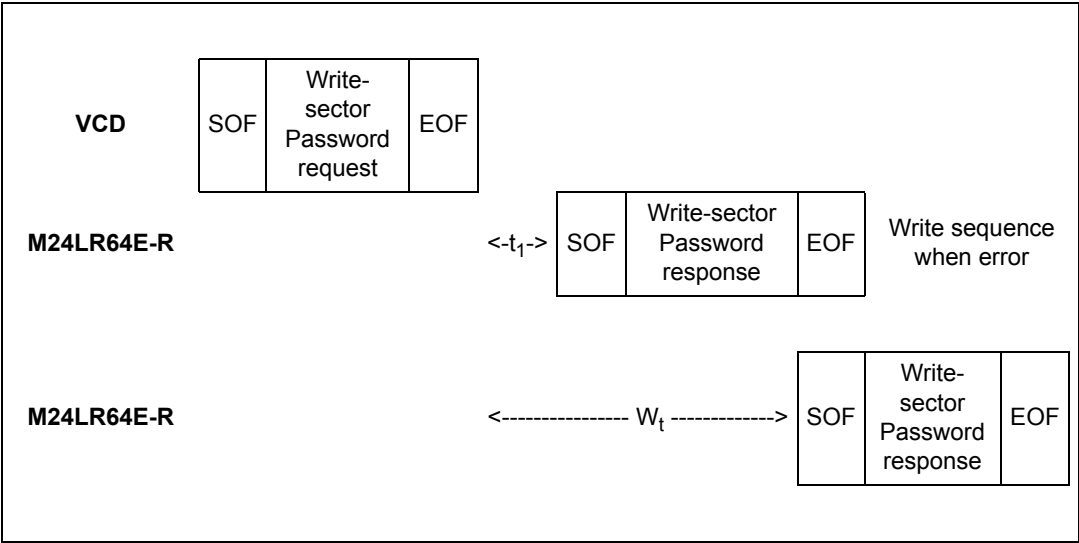 VCD
SOF
Write-
sector
Password
request
EOF
M24LR64E-R
<-t₁->
SOF
Write-sector
Password
response
EOF
Write sequence
when error
M24LR64E-R
<---------------- Wₜ ------------->
SOF
Write-
sector
Password
response
EOF